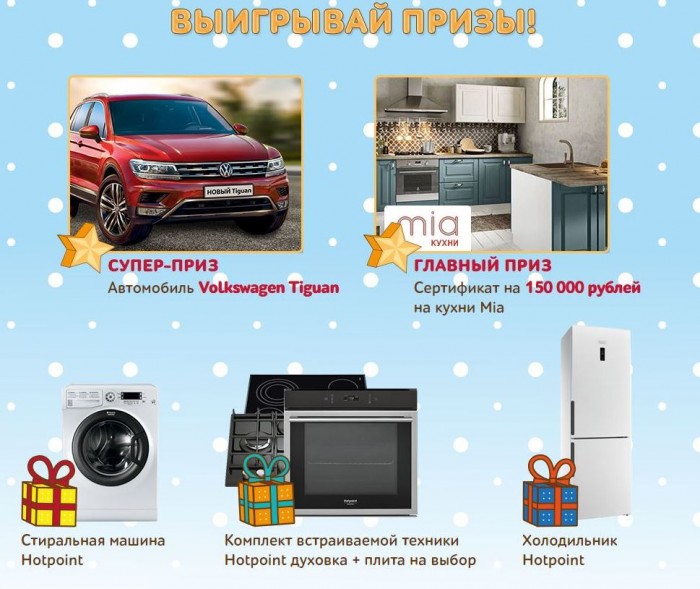 ВЫИГРЫВАЙ ПРИЗЫ!
НОВЫЙ Tiguan
mia
КУХНИ
СУПЕР-ПРИЗ
Автомобиль Volkswagen Tiguan
ГЛАВНЫЙ ПРИЗ
Сертификат на 150 000 рублей
на кухни Mia
Стиральная машина
Hotpoint
Комплект встраиваемой техники
Hotpoint духовка + плита на выбор
Холодильник
Hotpoint